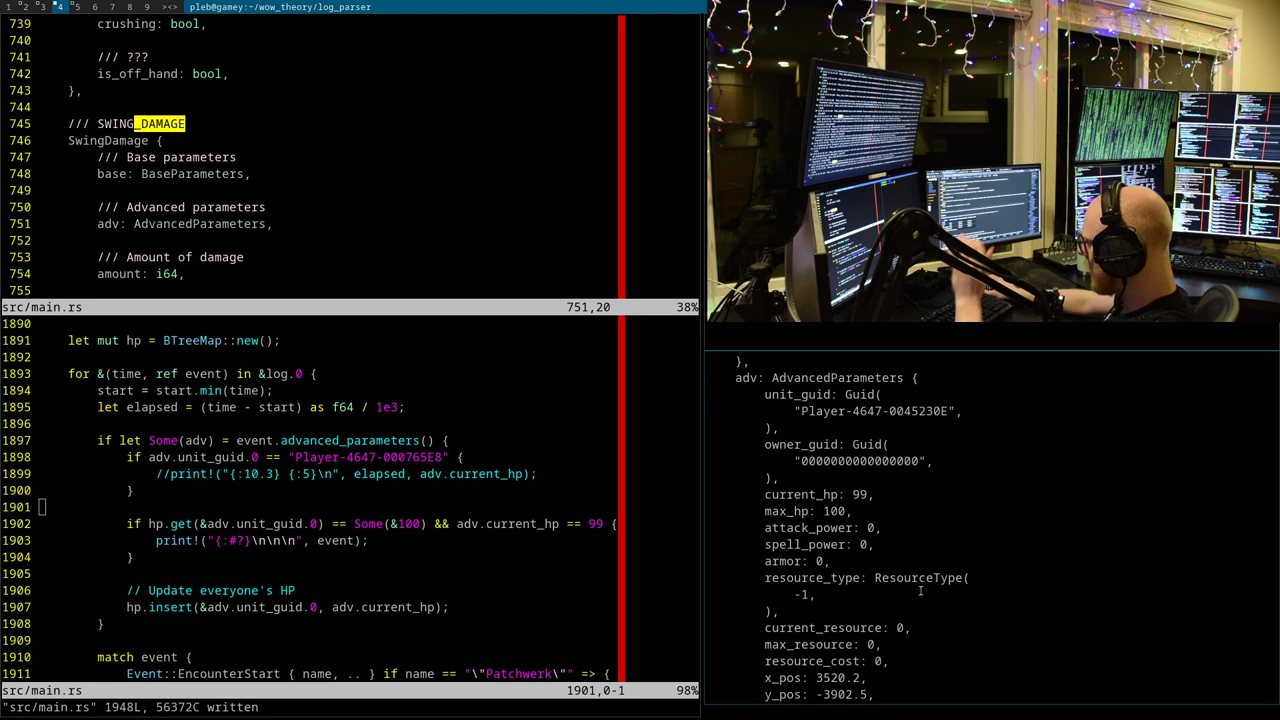 1 2 3 4 5 6 7 8 9 ><> pleb@gamey:~/wow_theory/log_parser
739         crushing: bool,
740
741         /// ???
742         is_off_hand: bool,
743     },
744
745     /// SWING_DAMAGE
746     SwingDamage {
747         /// Base parameters
748         base: BaseParameters,
749
750         /// Advanced parameters
751         adv: AdvancedParameters,
752
753         /// Amount of damage
754         amount: i64,
755
src/main.rs 751,20 38%
1890
1891     let mut hp = BTreeMap::new();
1892
1893     for &(time, ref event) in &log.0 {
1894         start = start.min(time);
1895         let elapsed = (time - start) as f64 / 1e3;
1896
1897         if let Some(adv) = event.advanced_parameters() {
1898             if adv.unit_guid.0 == "Player-4647-000765E8" {
1899                 //print!("{:10.3} {:5}\n", elapsed, adv.current_hp);
1900             }
1901
1902             if hp.get(&adv.unit_guid.0) == Some(&100) && adv.current_hp == 99 {
1903                 print!("{:#?}\n\n\n", event);
1904             }
1905
1906             // Update everyone's HP
1907             hp.insert(&adv.unit_guid.0, adv.current_hp);
1908         }
1909
1910         match event {
1911             Event::EncounterStart { name, .. } if name == "\"Patchwerk\"" => {
src/main.rs 1901,0-1 98%
"src/main.rs" 1948L, 56372C written
},
adv: AdvancedParameters {
    unit_guid: Guid(
        "Player-4647-0045230E",
    ),
    owner_guid: Guid(
        "0000000000000000",
    ),
    current_hp: 99,
    max_hp: 100,
    attack_power: 0,
    spell_power: 0,
    armor: 0,
    resource_type: ResourceType(
        -1,
    ),
    current_resource: 0,
    max_resource: 0,
    resource_cost: 0,
    x_pos: 3520.2,
    y_pos: -3902.5,